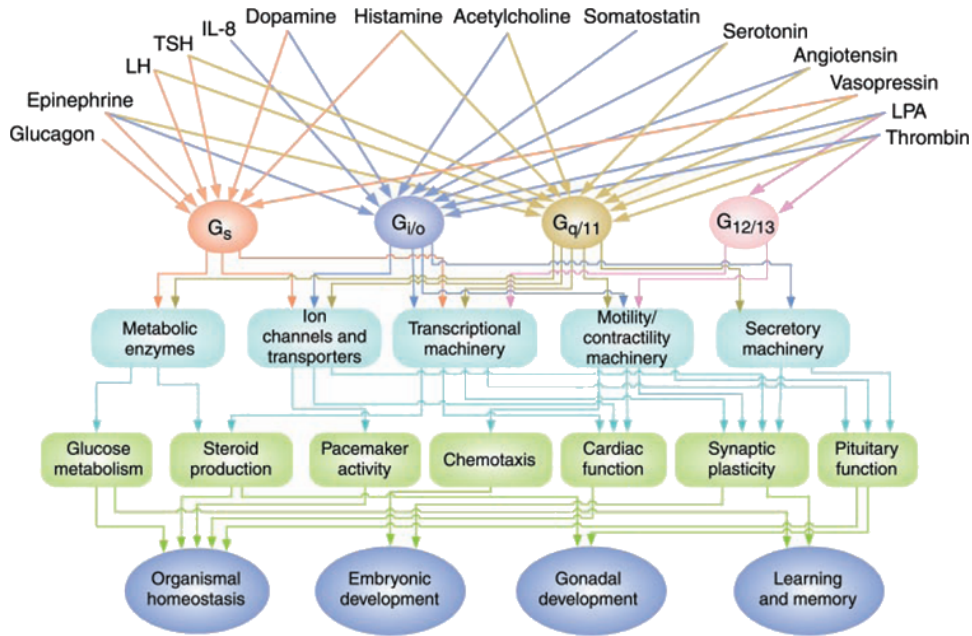 Dopamine
Histamine
Acetylcholine
Somatostatin
IL-8
Serotonin
TSH
Angiotensin
LH
Vasopressin
Epinephrine
LPA
Glucagon
Thrombin
Gs
Gi/o
Gq/11
G12/13
Metabolic
enzymes
Ion
channels and
transporters
Transcriptional
machinery
Motility/
contractility
machinery
Secretory
machinery
Glucose
metabolism
Steroid
production
Pacemaker
activity
Chemotaxis
Cardiac
function
Synaptic
plasticity
Pituitary
function
Organismal
homeostasis
Embryonic
development
Gonadal
development
Learning
and memory